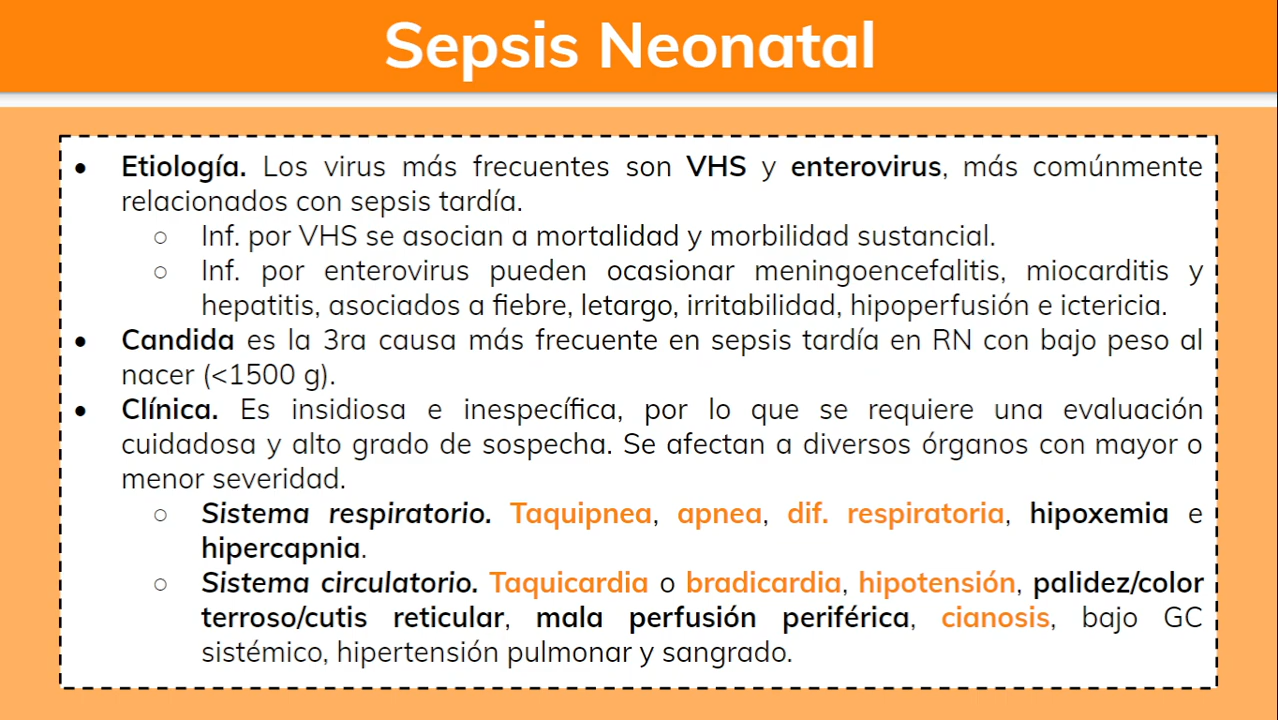 Sepsis Neonatal
● Etiología. Los virus más frecuentes son VHS y enterovirus, más comúnmente
relacionados con sepsis tardía.
○ Inf. por VHS se asocian a mortalidad y morbilidad sustancial.
○ Inf. por enterovirus pueden ocasionar meningoencefalitis, miocarditis y
hepatitis, asociados a fiebre, letargo, irritabilidad, hipoperfusión e ictericia.
● Candida es la 3ra causa más frecuente en sepsis tardía en RN con bajo peso al
nacer (<1500 g).
● Clínica. Es insidiosa e inespecífica, por lo que se requiere una evaluación
cuidadosa y alto grado de sospecha. Se afectan a diversos órganos con mayor o
menor severidad.
○ Sistema respiratorio. Taquipnea, apnea, dif. respiratoria, hipoxemia e
hipercapnia.
○ Sistema circulatorio. Taquicardia o bradicardia, hipotensión, palidez/color
terroso/cutis reticular, mala perfusión periférica, cianosis, bajo GC
sistémico, hipertensión pulmonar y sangrado.